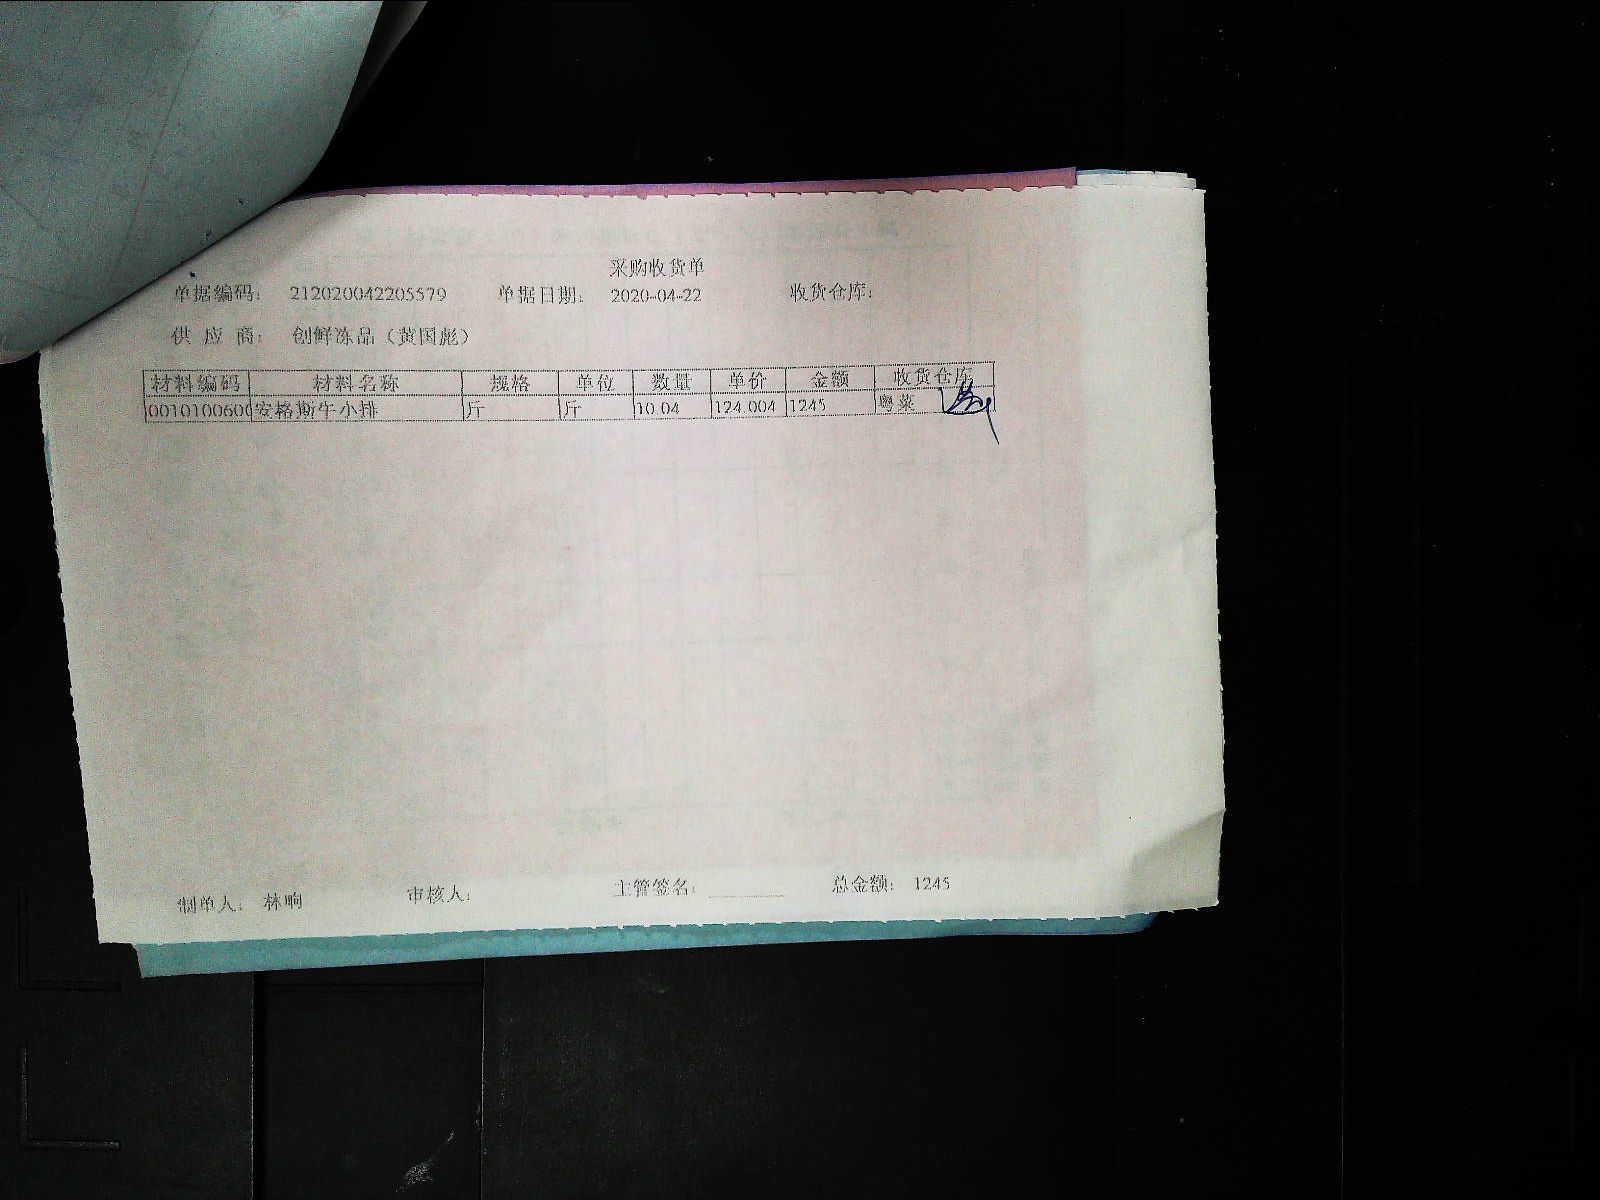 采购收货单
单据编码： 212020042205579 单据日期： 2020-04-22 收货仓库：
供 应 商： 创鲜冻品（黄国彪）
材料编码 材料名称 规格 单位 数量 单价 金额 收货仓库
安格斯牛小排 斤 斤 10.04 124.004 1245 粤菜
制单人： 林响 审核人： 主管签名： 总金额： 1245